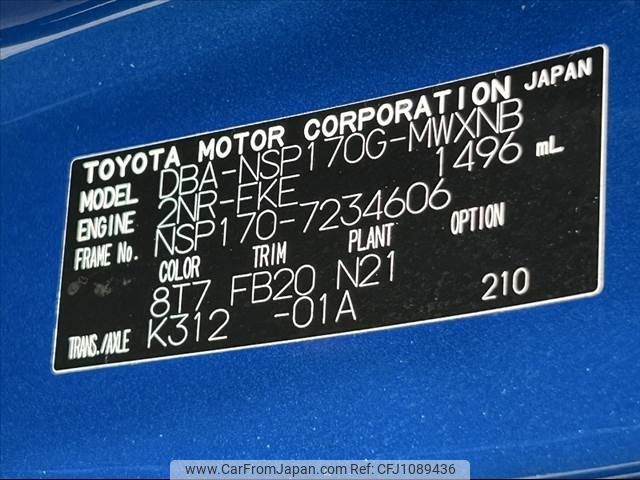 TOYOTA MOTOR CORPORATION JAPAN
MODEL DBA-NSP170G-MWXNB
ENGINE 2NR-FKE 1496 mL
FRAME No. NSP170-7234606
COLOR TRIM PLANT OPTION
8T7 FB20 N21
TRANS./AXLE K312 -01A 210
www.CarFromJapan.com CFJ1089436